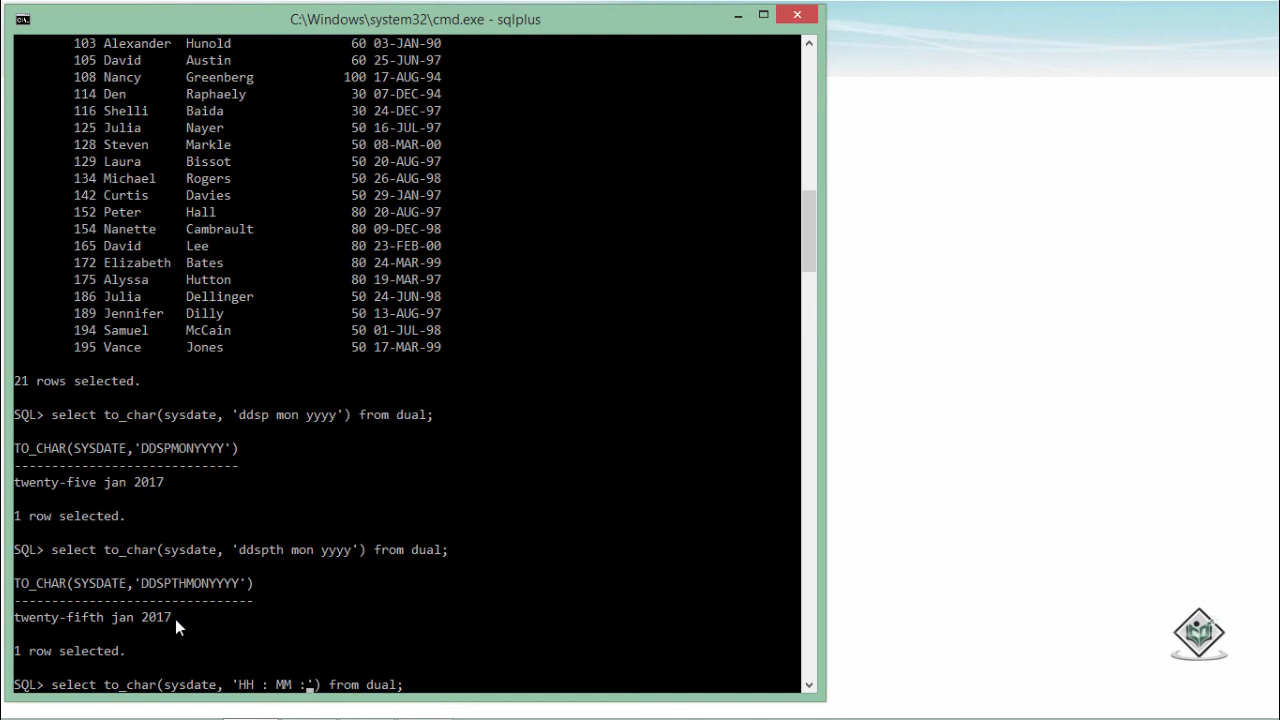 C:\Windows\system32\cmd.exe - sqlplus
103 Alexander Hunold 60 03-JAN-90
105 David Austin 60 25-JUN-97
108 Nancy Greenberg 100 17-AUG-94
114 Den Raphaely 30 07-DEC-94
116 Shelli Baida 30 24-DEC-97
125 Julia Nayer 50 16-JUL-97
128 Steven Markle 50 08-MAR-00
129 Laura Bissot 50 20-AUG-97
134 Michael Rogers 50 26-AUG-98
142 Curtis Davies 50 29-JAN-97
152 Peter Hall 80 20-AUG-97
154 Nanette Cambrault 80 09-DEC-98
165 David Lee 80 23-FEB-00
172 Elizabeth Bates 80 24-MAR-99
175 Alyssa Hutton 80 19-MAR-97
186 Julia Dellinger 50 24-JUN-98
189 Jennifer Dilly 50 13-AUG-97
194 Samuel McCain 50 01-JUL-98
195 Vance Jones 50 17-MAR-99
21 rows selected.
SQL> select to_char(sysdate, 'ddsp mon yyyy') from dual;
TO_CHAR(SYSDATE,'DDSPMONYYYY')
------------------------------
twenty-five jan 2017
1 row selected.
SQL> select to_char(sysdate, 'ddspth mon yyyy') from dual;
TO_CHAR(SYSDATE,'DDSPTHMONYYYY')
--------------------------------
twenty-fifth jan 2017
1 row selected.
SQL> select to_char(sysdate, 'HH : MM :') from dual;